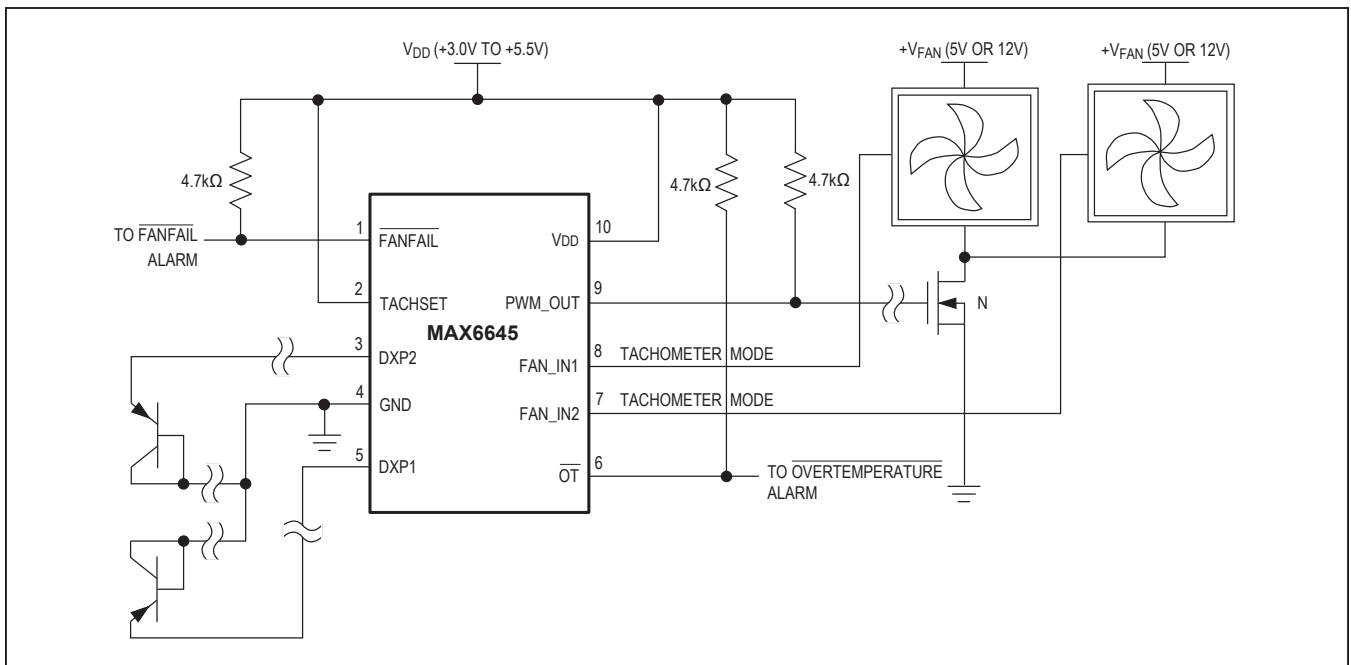 VDD (+3.0V TO +5.5V)
+VFAN (5V OR 12V)
+VFAN (5V OR 12V)
4.7kΩ
4.7kΩ
4.7kΩ
TO FANFAIL
ALARM
1
FANFAIL
VDD
10
2
TACHSET
PWM_OUT
9
N
MAX6645
3
DXP2
FAN_IN1
8
TACHOMETER MODE
4
GND
FAN_IN2
7
TACHOMETER MODE
5
DXP1
OT
6
TO OVERTEMPERATURE
ALARM